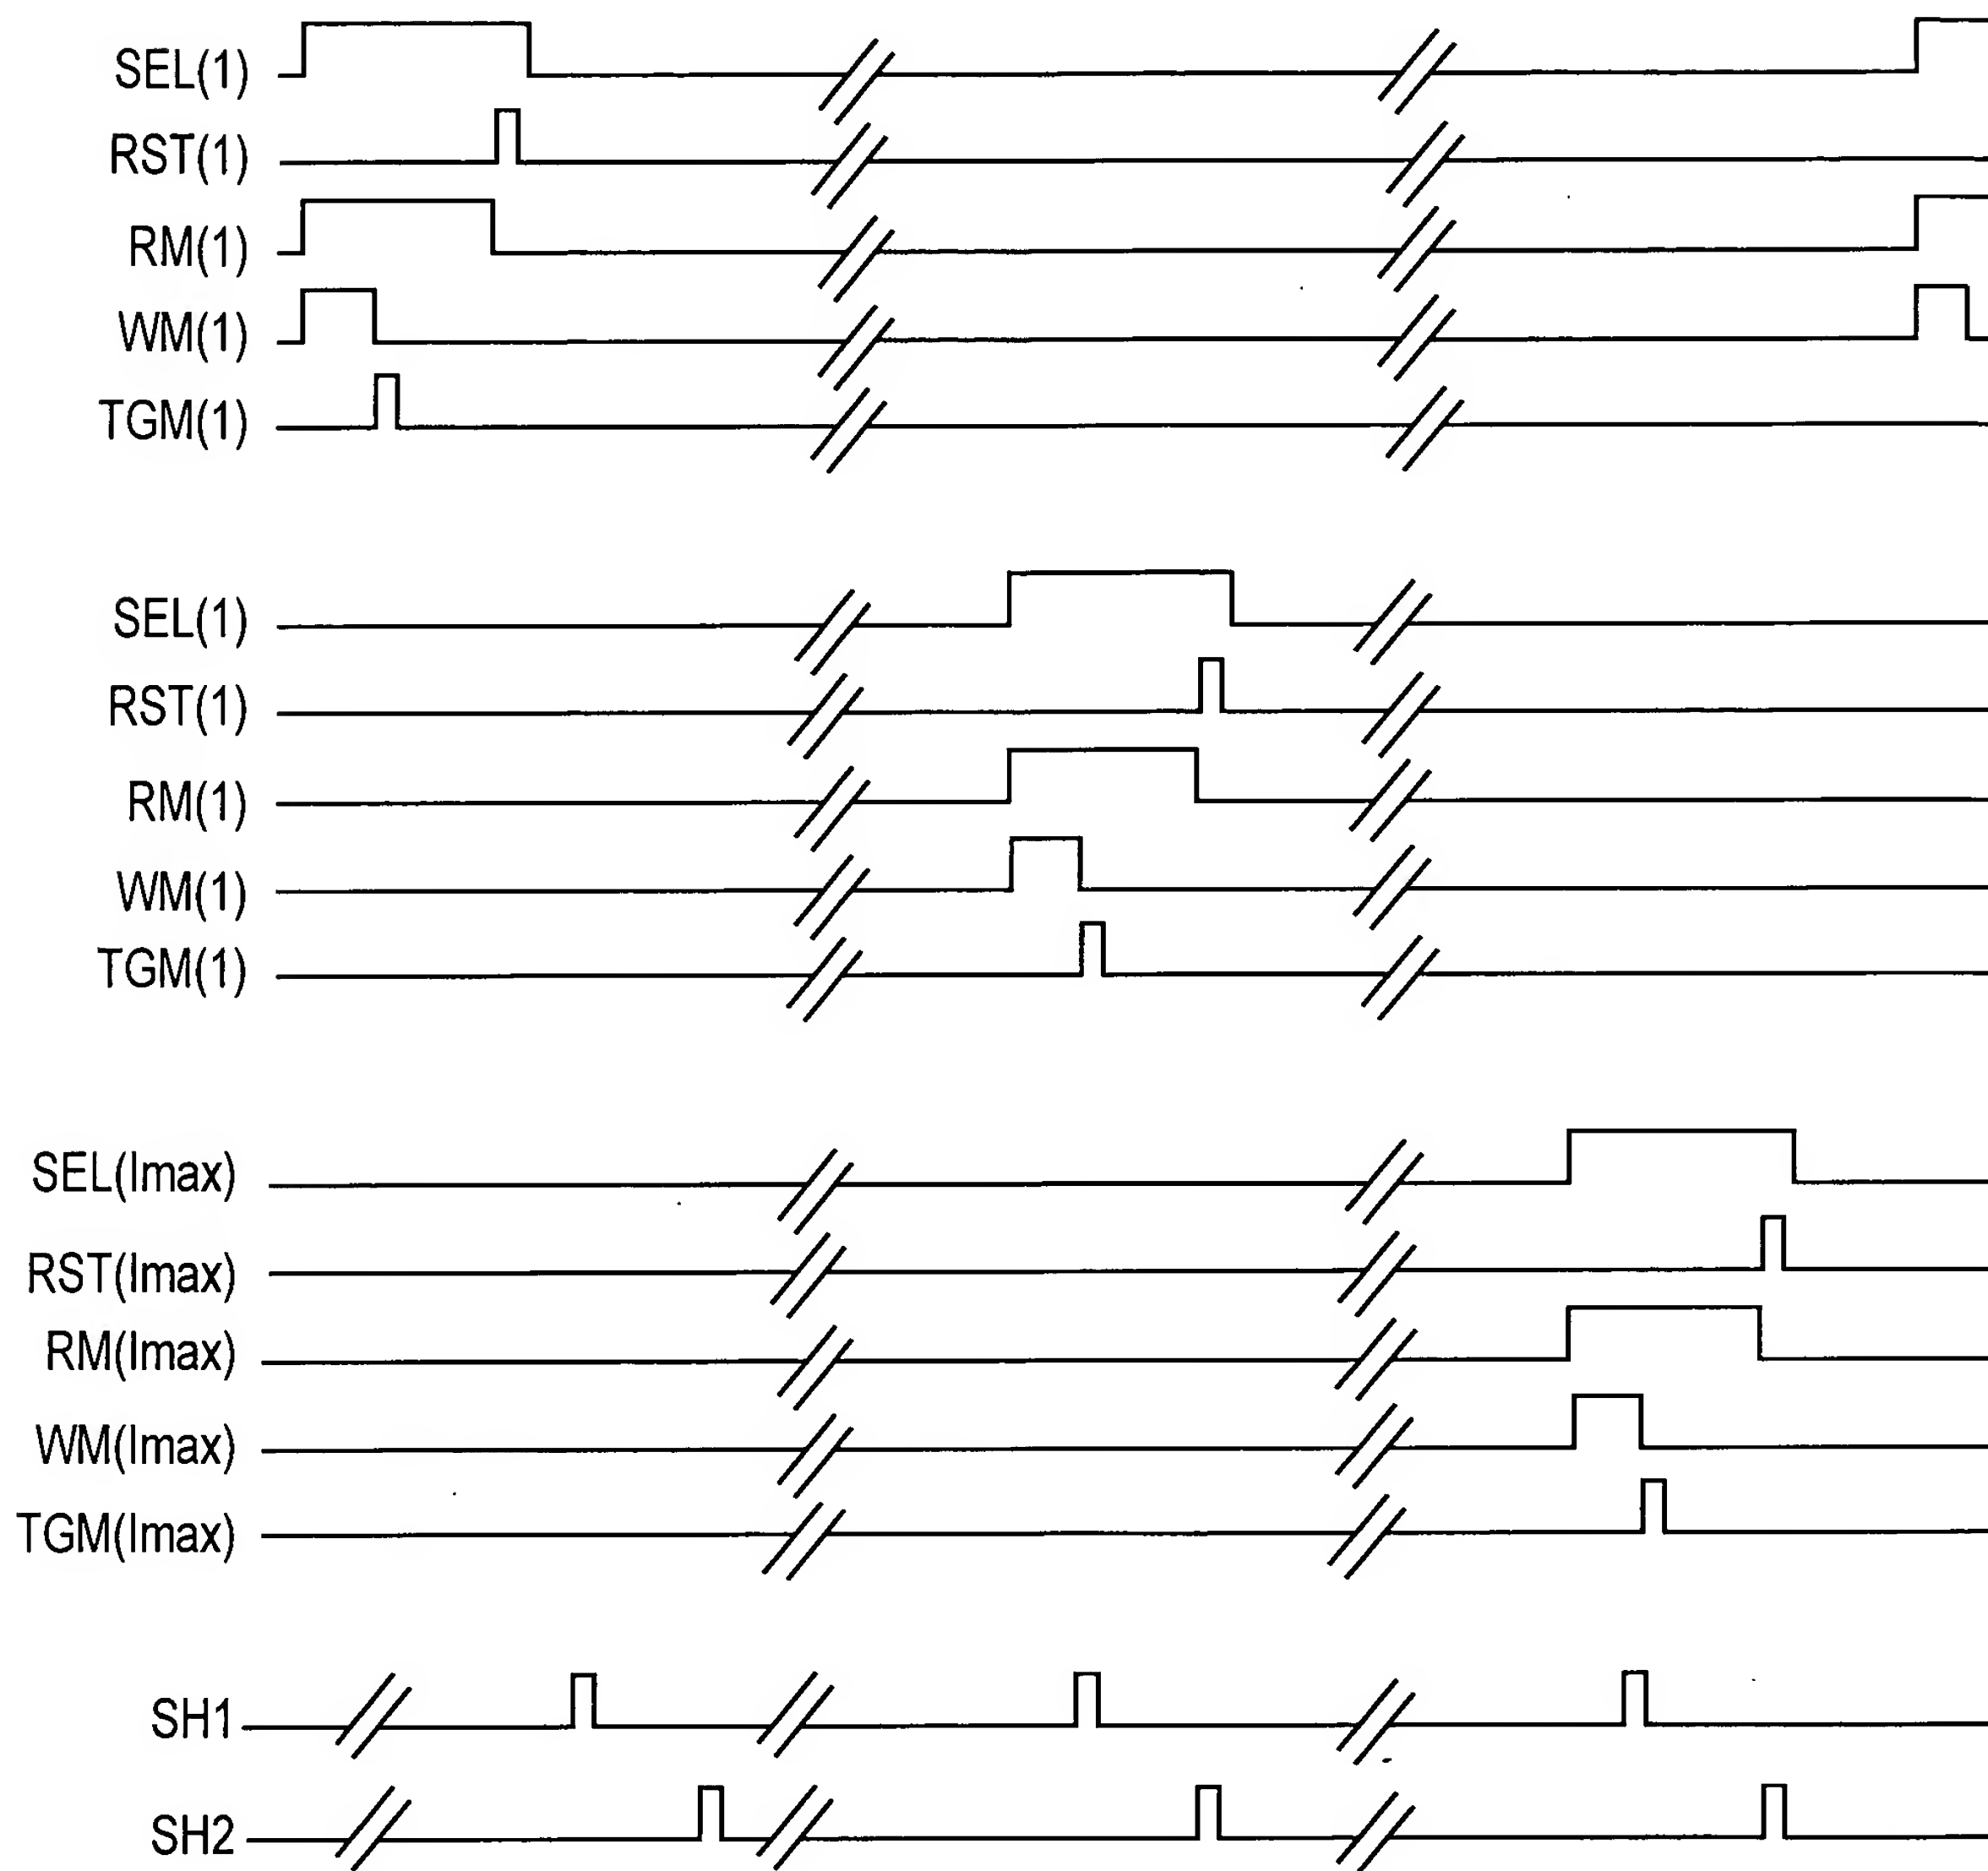 SEL(1)
RST(1)
RM(1)
WM(1)
TGM(1)
SEL(1)
RST(1)
RM(1)
WM(1)
TGM(1)
SEL(Imax)
RST(Imax)
RM(Imax)
WM(Imax)
TGM(Imax)
SH1
SH2